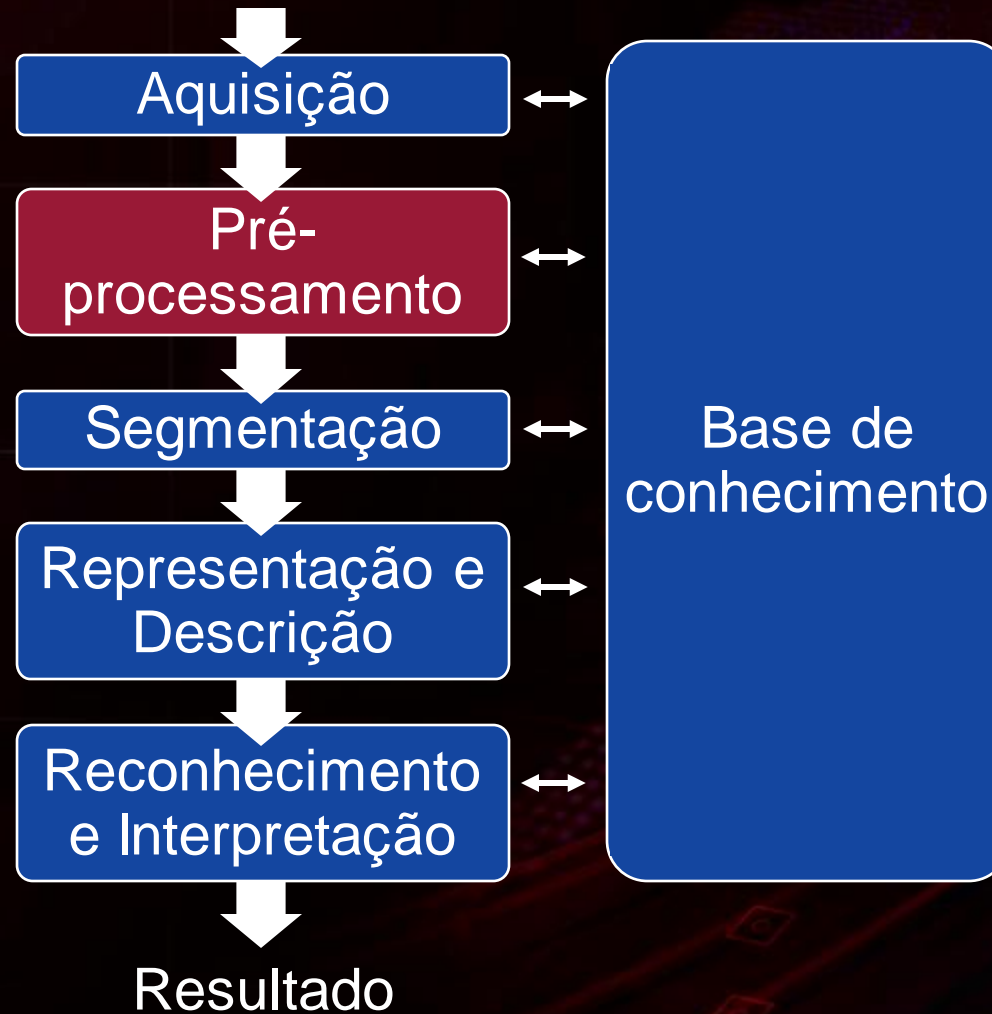 Aquisição
Pré-
processamento
Segmentação
Representação e
Descrição
Reconhecimento
e Interpretação
Resultado
Base de
conhecimento